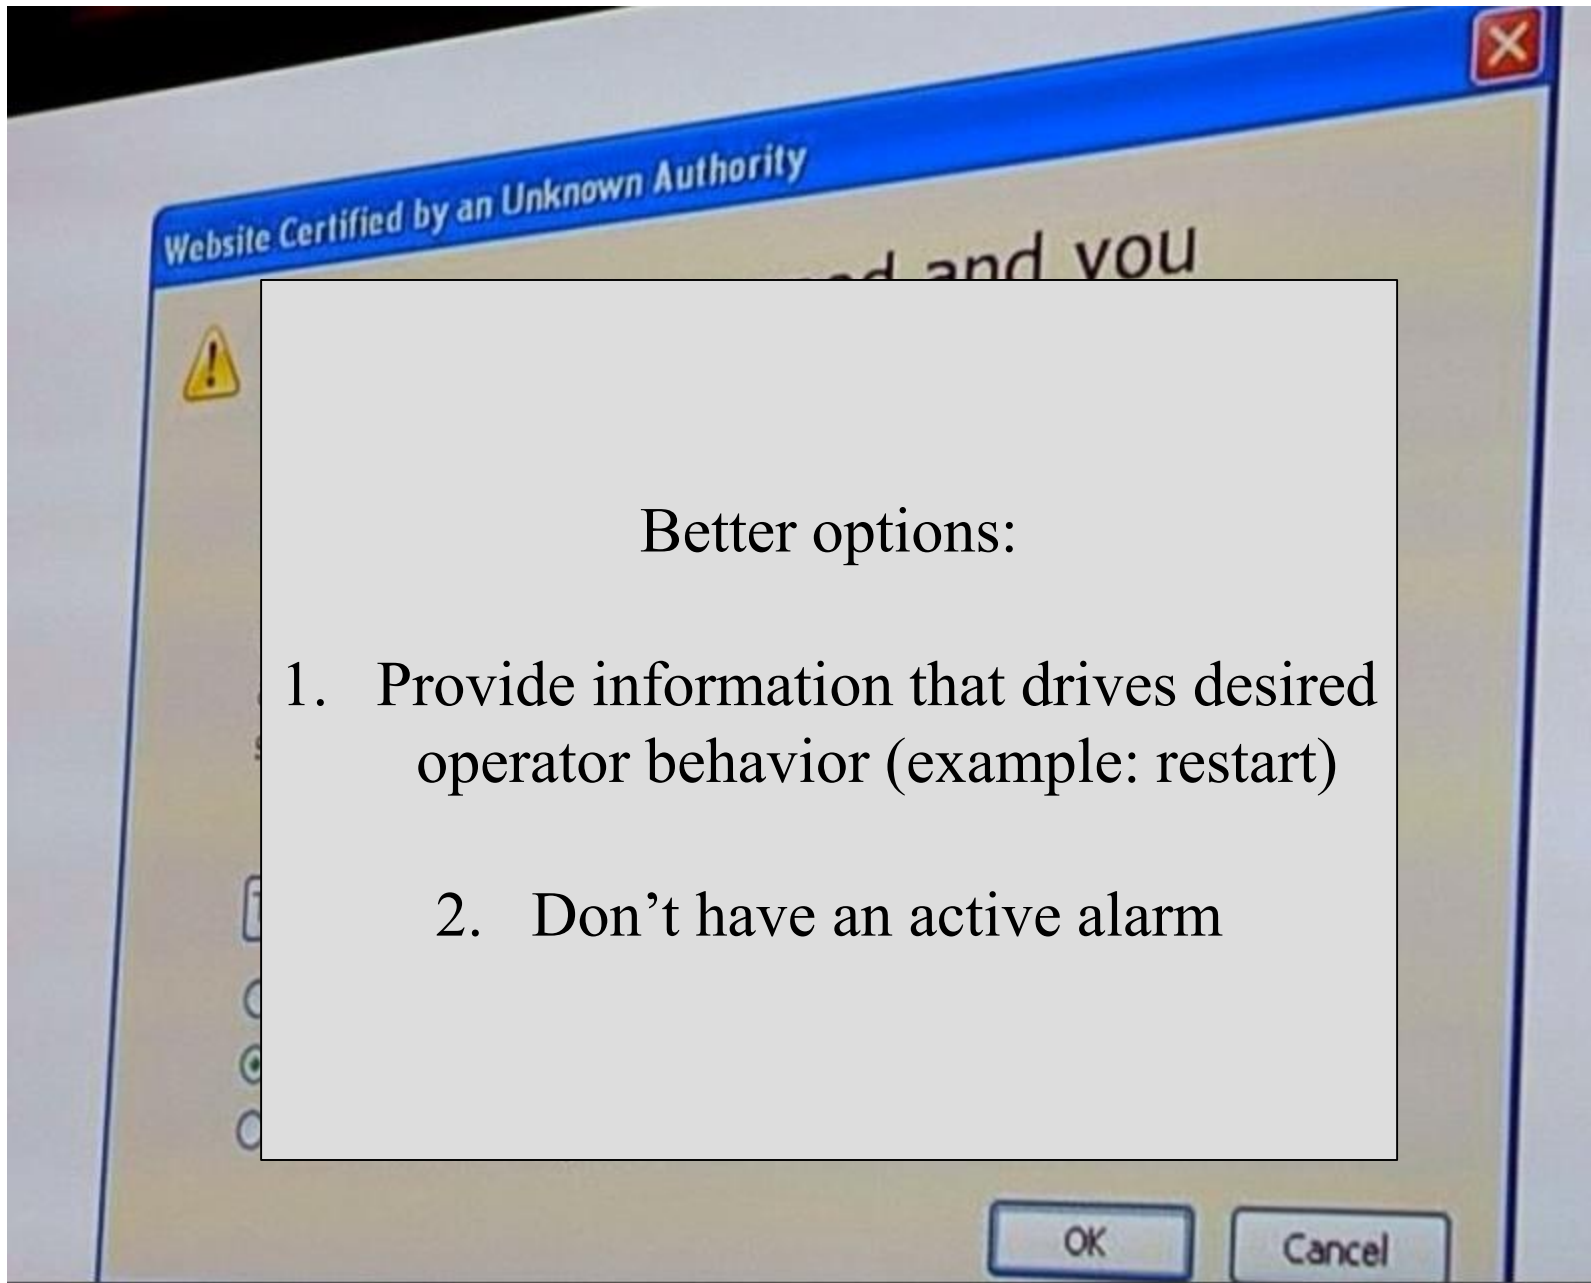 Website Certified by an Unknown Authority
and you
Better options:
1. Provide information that drives desired
operator behavior (example: restart)
2. Don’t have an active alarm
OK
Cancel